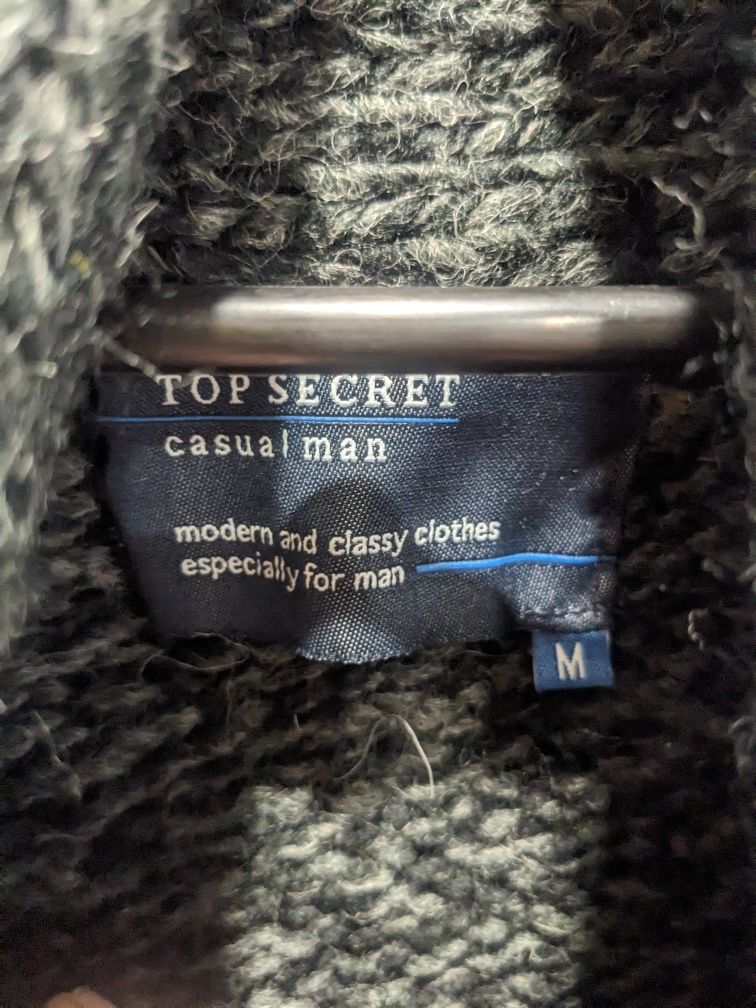 TOP SECRET
casual man
modern and classy clothes
especially for man
M